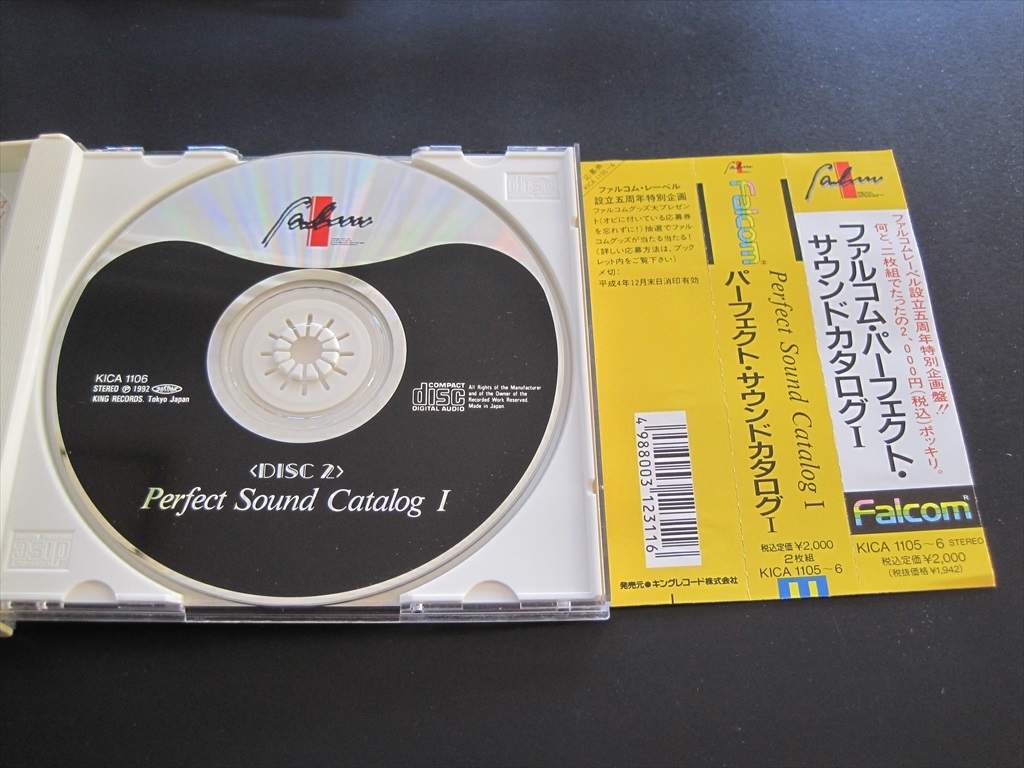 falcom
KICA 1106
STEREO Ⓟ 1992
KING RECORDS. Tokyo Japan
COMPACT
disc
DIGITAL AUDIO
All Rights of the Manufacturer
and of the Owner of the
Recorded Work Reserved
Made in Japan.
<DISC 2>
Perfect Sound Catalog I
応募券
KICA 1105~6
ファルコム・レーベル
設立五周年特別企画
ファルコムグッズ大プレゼン
ト(オビに付いている応募券
を忘れずに!)抽選でファル
コムグッズが当たる当たる!
(詳しい応募方法は、ブック
レット内をご覧下さい)
〆切:
平成4年12月末日消印有効
4988003123116
発売元●キングレコード株式会社
Falcom
パーフェクト・サウンドカタログⅠ
Perfect Sound Catalog I
税込定価¥2,000
2枚組
KICA 1105~6
falcom
ファルコムレーベル設立五周年特別企画盤!!
何と、二枚組でたったの2、000円(税込)ポッキリ。
ファルコム・パーフェクト・
サウンドカタログⅠ
Falcom
KICA 1105~6 STEREO
税込定価¥2,000
(税抜価格¥1,942)